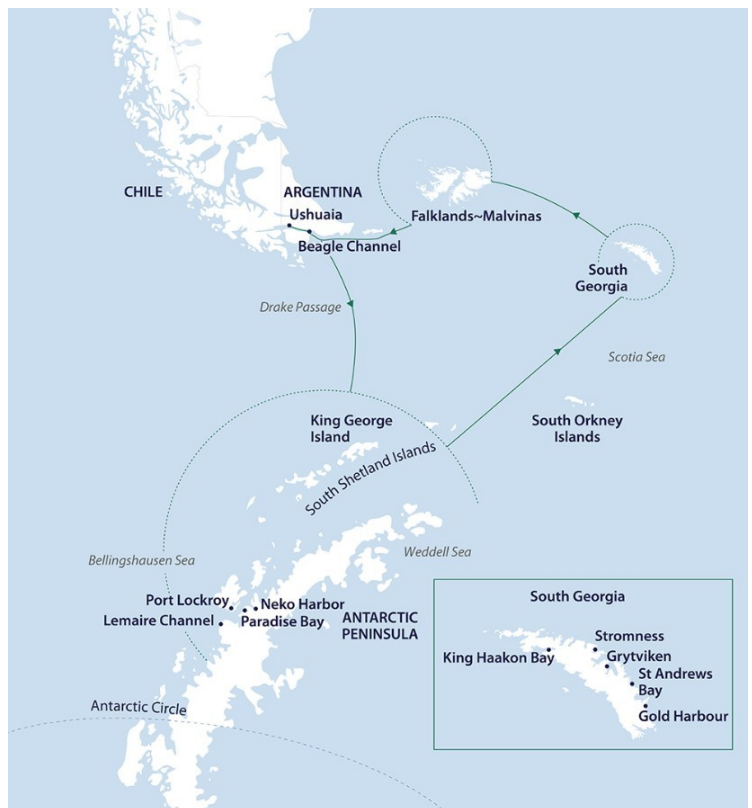 CHILE
ARGENTINA
Ushuaia
Beagle Channel
Falklands~Malvinas
South
Georgia
Drake Passage
Scotia Sea
King George
Island
South Shetland Islands
South Orkney
Islands
Bellingshausen Sea
Weddell Sea
Port Lockroy
Neko Harbor
Lemaire Channel
Paradise Bay
ANTARCTIC
PENINSULA
Antarctic Circle
South Georgia
Stromness
King Haakon Bay
Grytviken
St Andrews
Bay
Gold Harbour